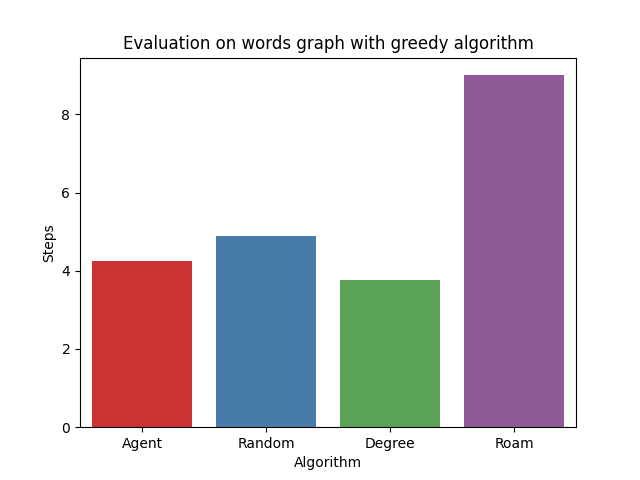 Evaluation on words graph with greedy algorithm
8
6
4
2
0
Steps
Agent Random Degree Roam
Algorithm